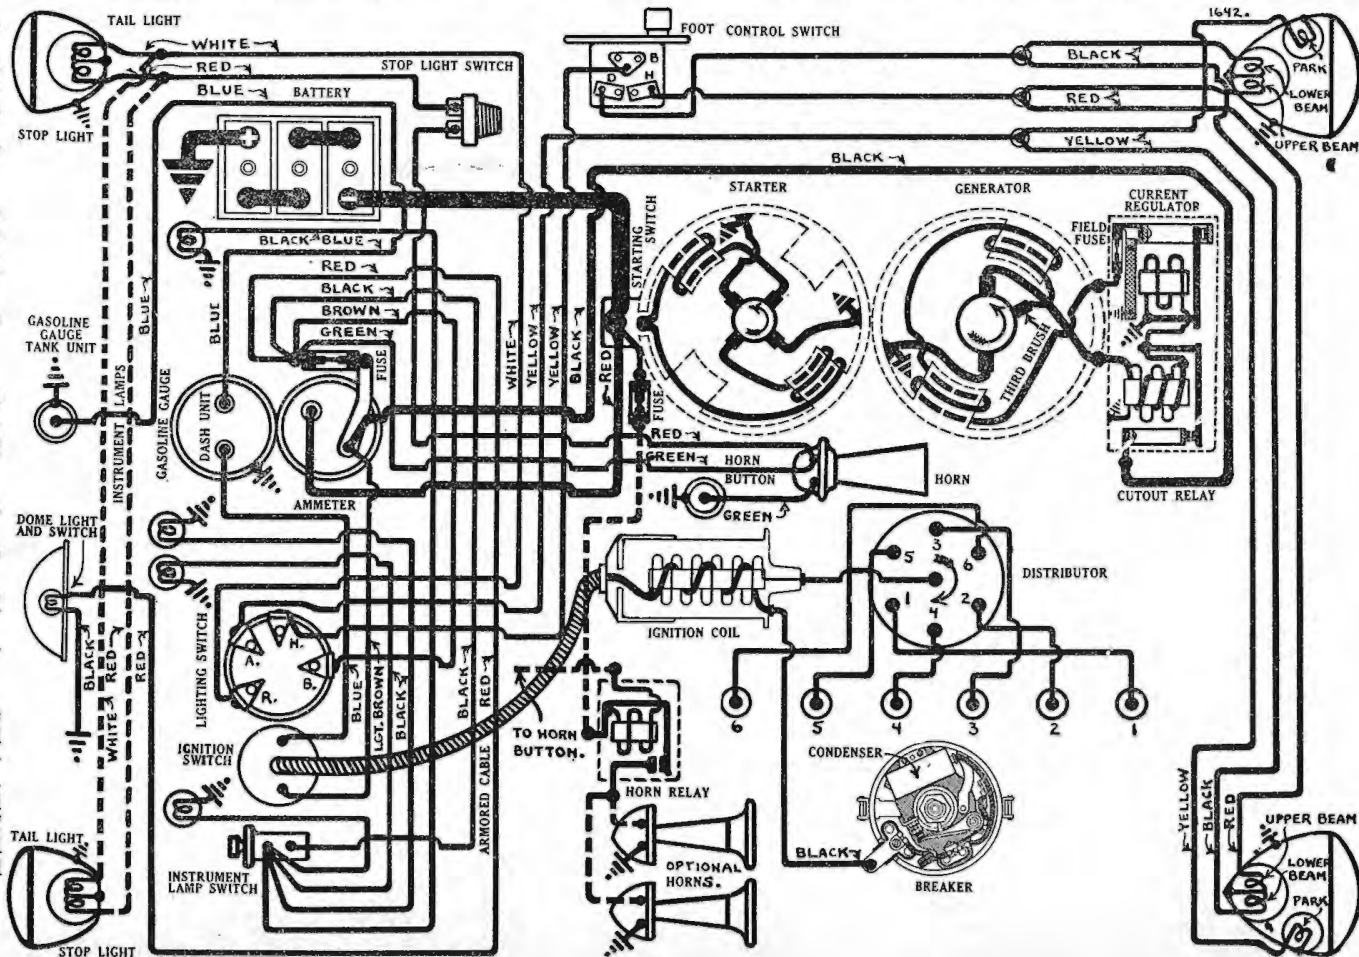 TAIL LIGHT
WHITE
RED
BLUE
STOP LIGHT SWITCH
BATTERY
STOP LIGHT
FOOT CONTROL SWITCH
B
D
H
1642.
BLACK
PARK
LOWER
BEAM
RED
YELLOW
UPPER BEAM
BLACK
STARTER
GENERATOR
CURRENT
REGULATOR
FIELD
FUSE
STARTING
SWITCH
BLACK BLUE
RED
BLACK
BROWN
GREEN
FUSE
BLUE
BLUE
GASOLINE
GAUGE
TANK UNIT
INSTRUMENT LAMPS
GASOLINE GAUGE
DASH UNIT
AMMETER
WHITE
YELLOW
YELLOW
BLACK
RED
FUSE
THIRD BRUSH
RED
GREEN
HORN
BUTTON
GREEN
HORN
CUTOUT RELAY
DOME LIGHT
AND SWITCH
BLACK
WHITE
RED
RED
LIGHTING SWITCH
A.
H.
B.
R.
IGNITION
SWITCH
BLUE
LGT. BROWN
BLACK
BLACK
RED
ARMORED CABLE
IGNITION COIL
DISTRIBUTOR
3
5
6
1
4
2
6
5
4
3
2
1
TO HORN
BUTTON.
HORN RELAY
CONDENSER
BLACK
BREAKER
OPTIONAL
HORNS.
INSTRUMENT
LAMP SWITCH
TAIL LIGHT
STOP LIGHT
YELLOW
BLACK
RED
UPPER BEAM
LOWER
BEAM
PARK